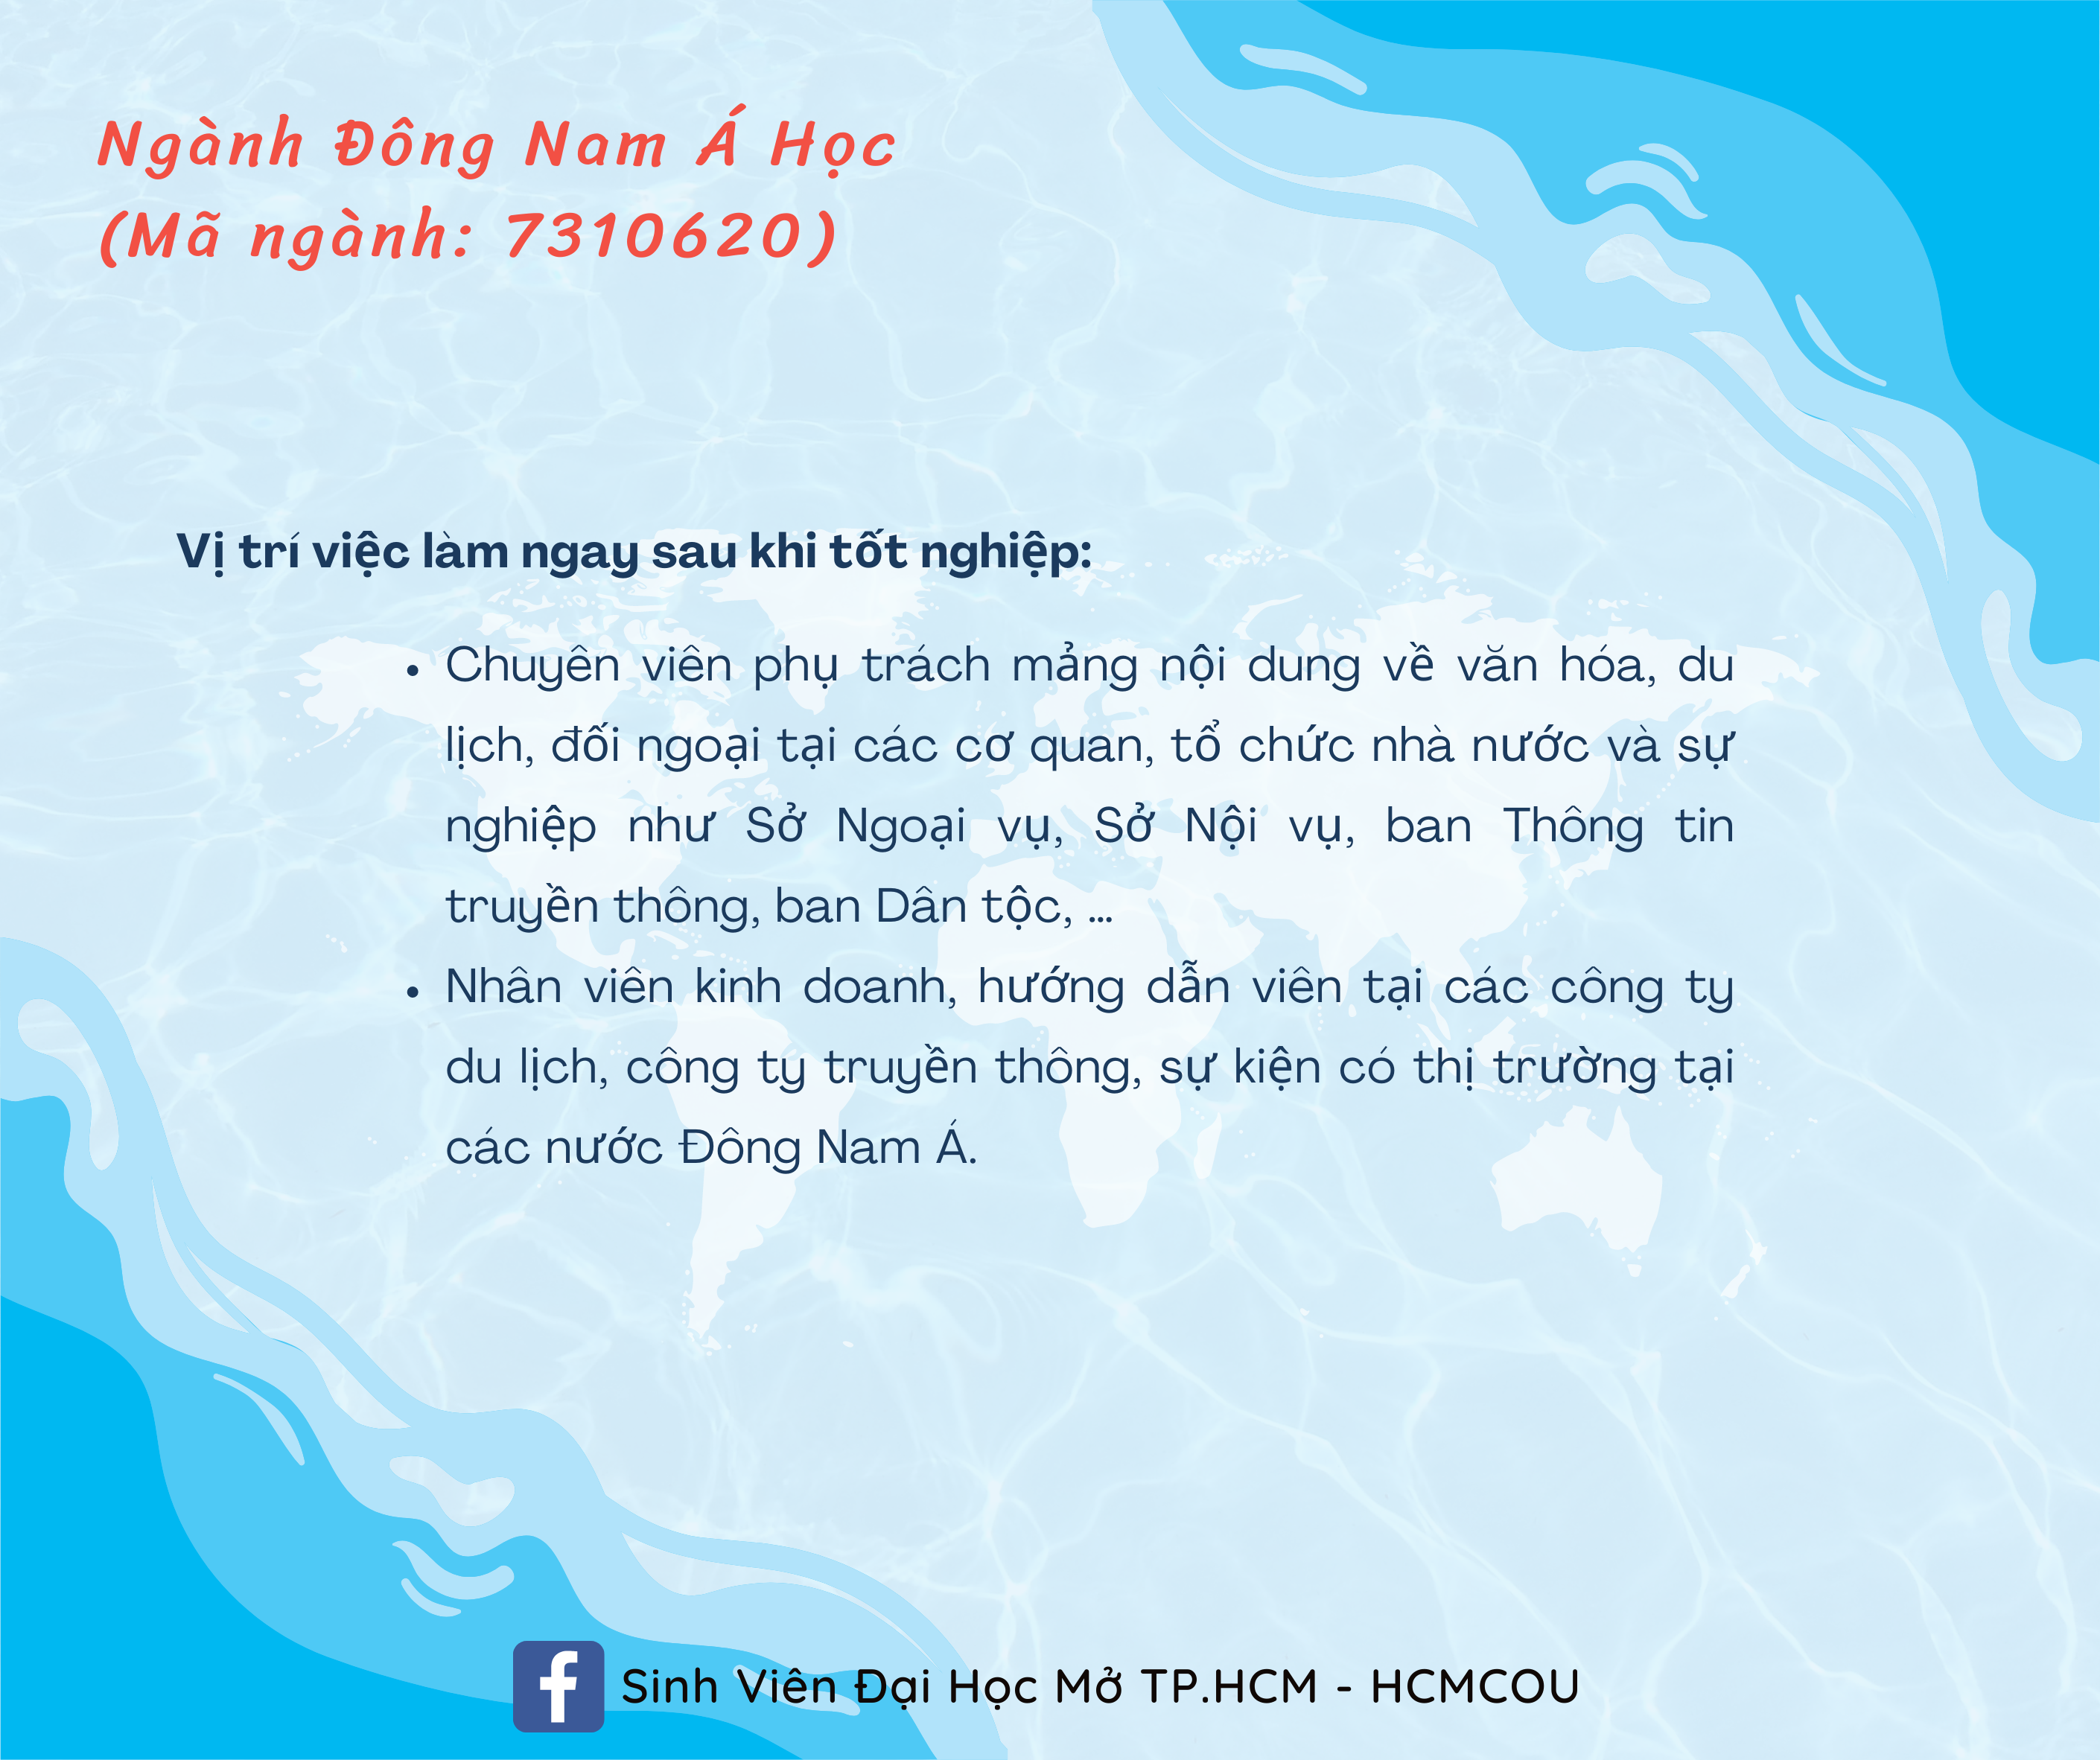 Ngành Đông Nam Á Học
(Mã ngành: 7310620)
Vị trí việc làm ngay sau khi tốt nghiệp:
• Chuyên viên phụ trách mảng nội dung về văn hóa, du
lịch, đối ngoại tại các cơ quan, tổ chức nhà nước và sự
nghiệp như Sở Ngoại vụ, Sở Nội vụ, ban Thông tin
truyền thông, ban Dân tộc, ...
• Nhân viên kinh doanh, hướng dẫn viên tại các công ty
du lịch, công ty truyền thông, sự kiện có thị trường tại
các nước Đông Nam Á.
f Sinh Viên Đại Học Mở TP.HCM - HCMCOU